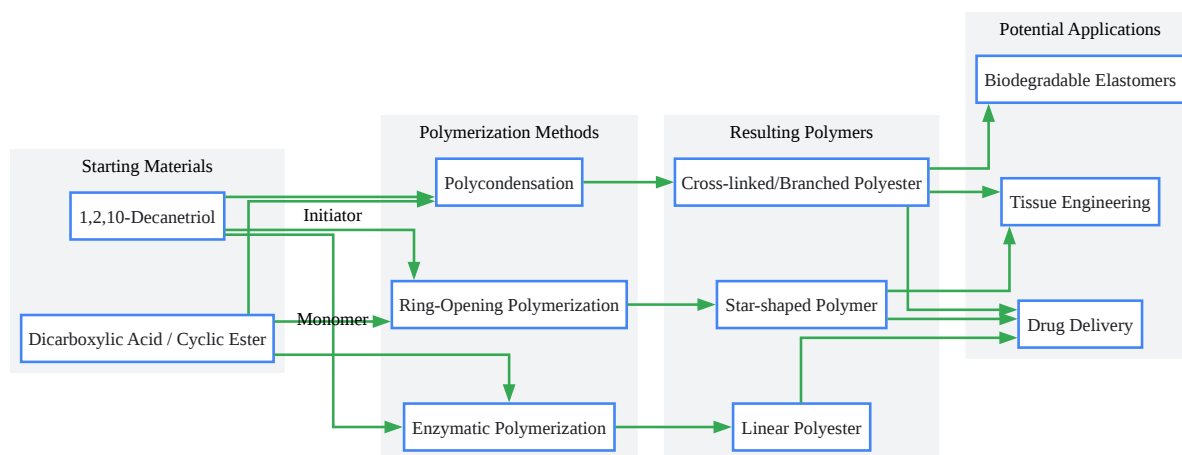 Potential Applications
Biodegradable Elastomers
Polymerization Methods
Resulting Polymers
Starting Materials
Polycondensation
Cross-linked/Branched Polyester
Tissue Engineering
1,2,10-Decanetriol
Initiator
Ring-Opening Polymerization
Star-shaped Polymer
Monomer
Drug Delivery
Dicarboxylic Acid / Cyclic Ester
Enzymatic Polymerization
Linear Polyester